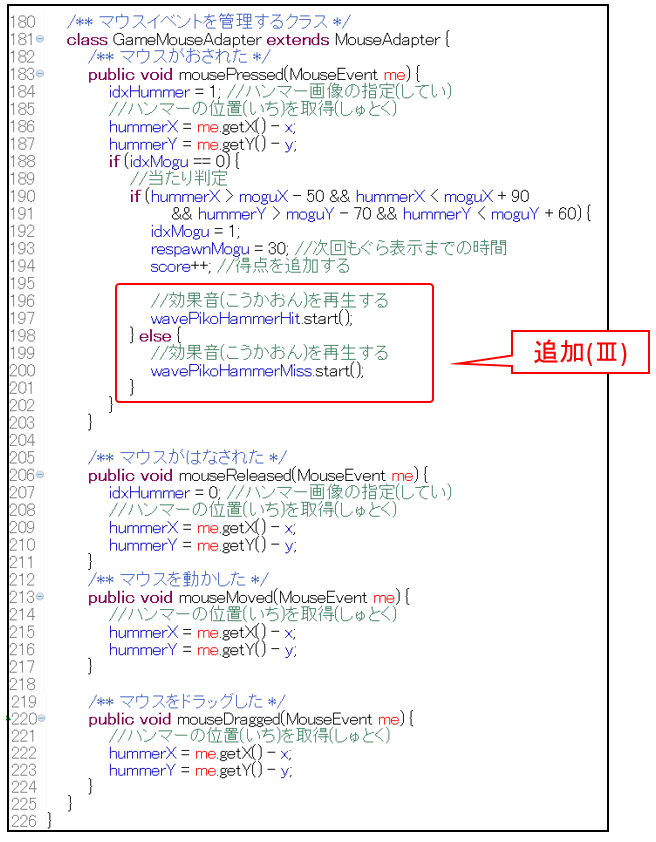 180 /** マウスイベントを管理するクラス */
181 class GameMouseAdapter extends MouseAdapter {
182 /** マウスがおされた */
183 public void mousePressed(MouseEvent me) {
184 idxHummer = 1; //ハンマー画像の指定(してい)
185 //ハンマーの位置(いち)を取得(しゅとく)
186 hummerX = me.getX() - x;
187 hummerY = me.getY() - y;
188 if (idxMogu == 0) {
189 //当たり判定
190 if (hummerX > moguX - 50 && hummerX < moguX + 90
191 && hummerY > moguY - 70 && hummerY < moguY + 60) {
192 idxMogu = 1;
193 respawnMogu = 30; //次回もぐら表示までの時間
194 score++; //得点を追加する
195
196 //効果音(こうかおん)を再生する
197 wavePikoHammerHit.start();
198 } else {
199 //効果音(こうかおん)を再生する
200 wavePikoHammerMiss.start();
201 }
202 }
203 }
204
205 /** マウスがはなされた */
206 public void mouseReleased(MouseEvent me) {
207 idxHummer = 0; //ハンマー画像の指定(してい)
208 //ハンマーの位置(いち)を取得(しゅとく)
209 hummerX = me.getX() - x;
210 hummerY = me.getY() - y;
211 }
212 /** マウスを動かした */
213 public void mouseMoved(MouseEvent me) {
214 //ハンマーの位置(いち)を取得(しゅとく)
215 hummerX = me.getX() - x;
216 hummerY = me.getY() - y;
217 }
218
219 /** マウスをドラッグした */
220 public void mouseDragged(MouseEvent me) {
221 //ハンマーの位置(いち)を取得(しゅとく)
222 hummerX = me.getX() - x;
223 hummerY = me.getY() - y;
224 }
225 }
226 }
追加(Ⅲ)